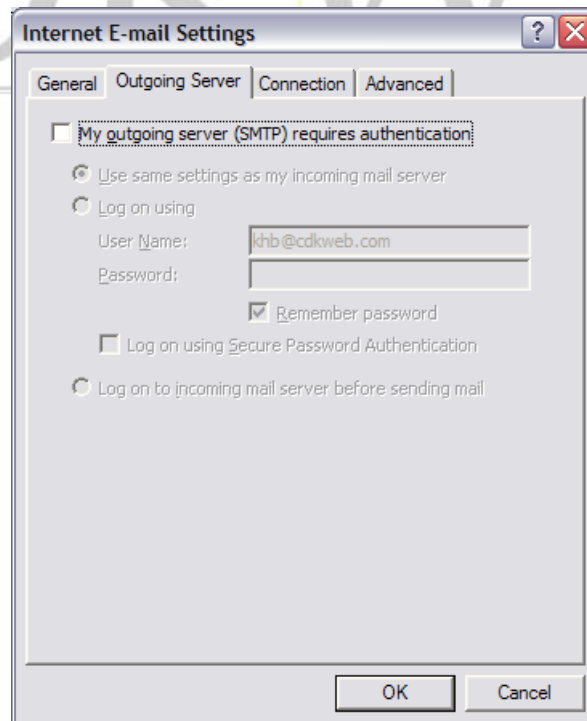 Internet E-mail Settings
General Outgoing Server Connection Advanced
My outgoing server (SMTP) requires authentication
Use same settings as my incoming mail server
Log on using
User Name: khb@cdkweb.com
Password:
Remember password
Log on using Secure Password Authentication
Log on to incoming mail server before sending mail
OK Cancel